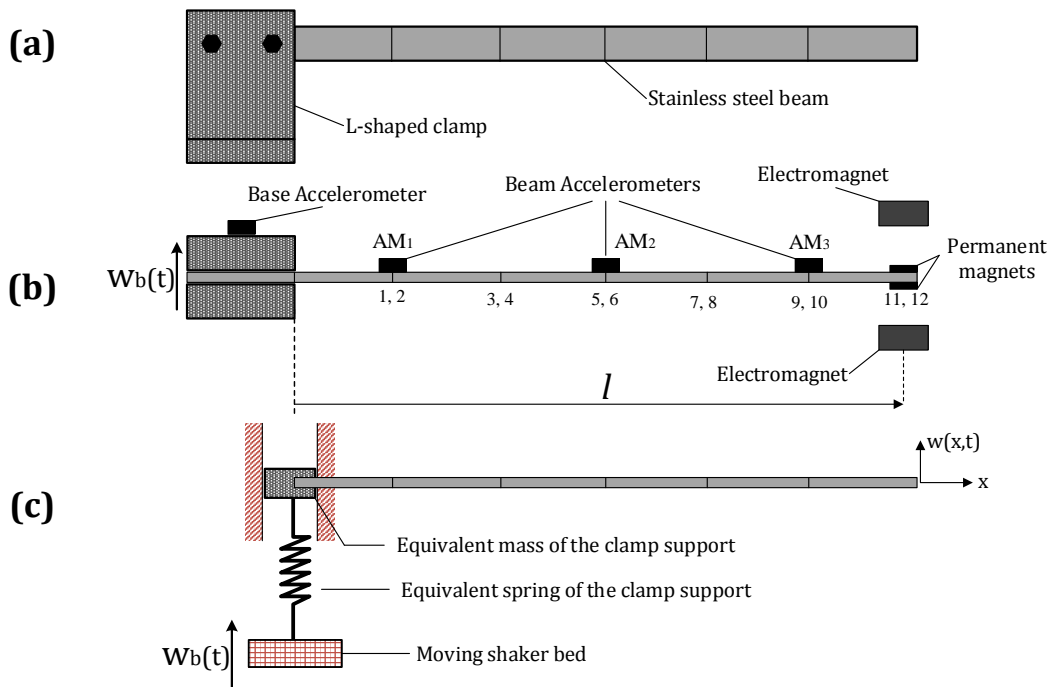 (a)
Stainless steel beam
L-shaped clamp
Electromagnet
Base Accelerometer
Beam Accelerometers
AM1
AM2
AM3
Permanent
magnets
Wb(t)
(b)
1, 2
3, 4
5, 6
7, 8
9, 10
11, 12
Electromagnet
l
w(x,t)
x
(c)
Equivalent mass of the clamp support
Equivalent spring of the clamp support
Wb(t)
Moving shaker bed